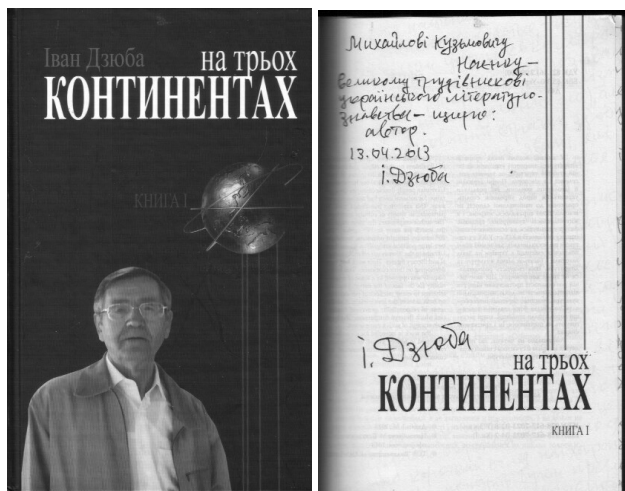 Іван Дзюба
на трьох
КОНТИНЕНТАХ
КНИГА І
Михайлові Кузьмовичу
Наєнку –
великому трудівникові
українського літературо-
знавства – щиро:
автор.
13.04.2013
І. Дзюба
І. Дзюба
на трьох
КОНТИНЕНТАХ
КНИГА І